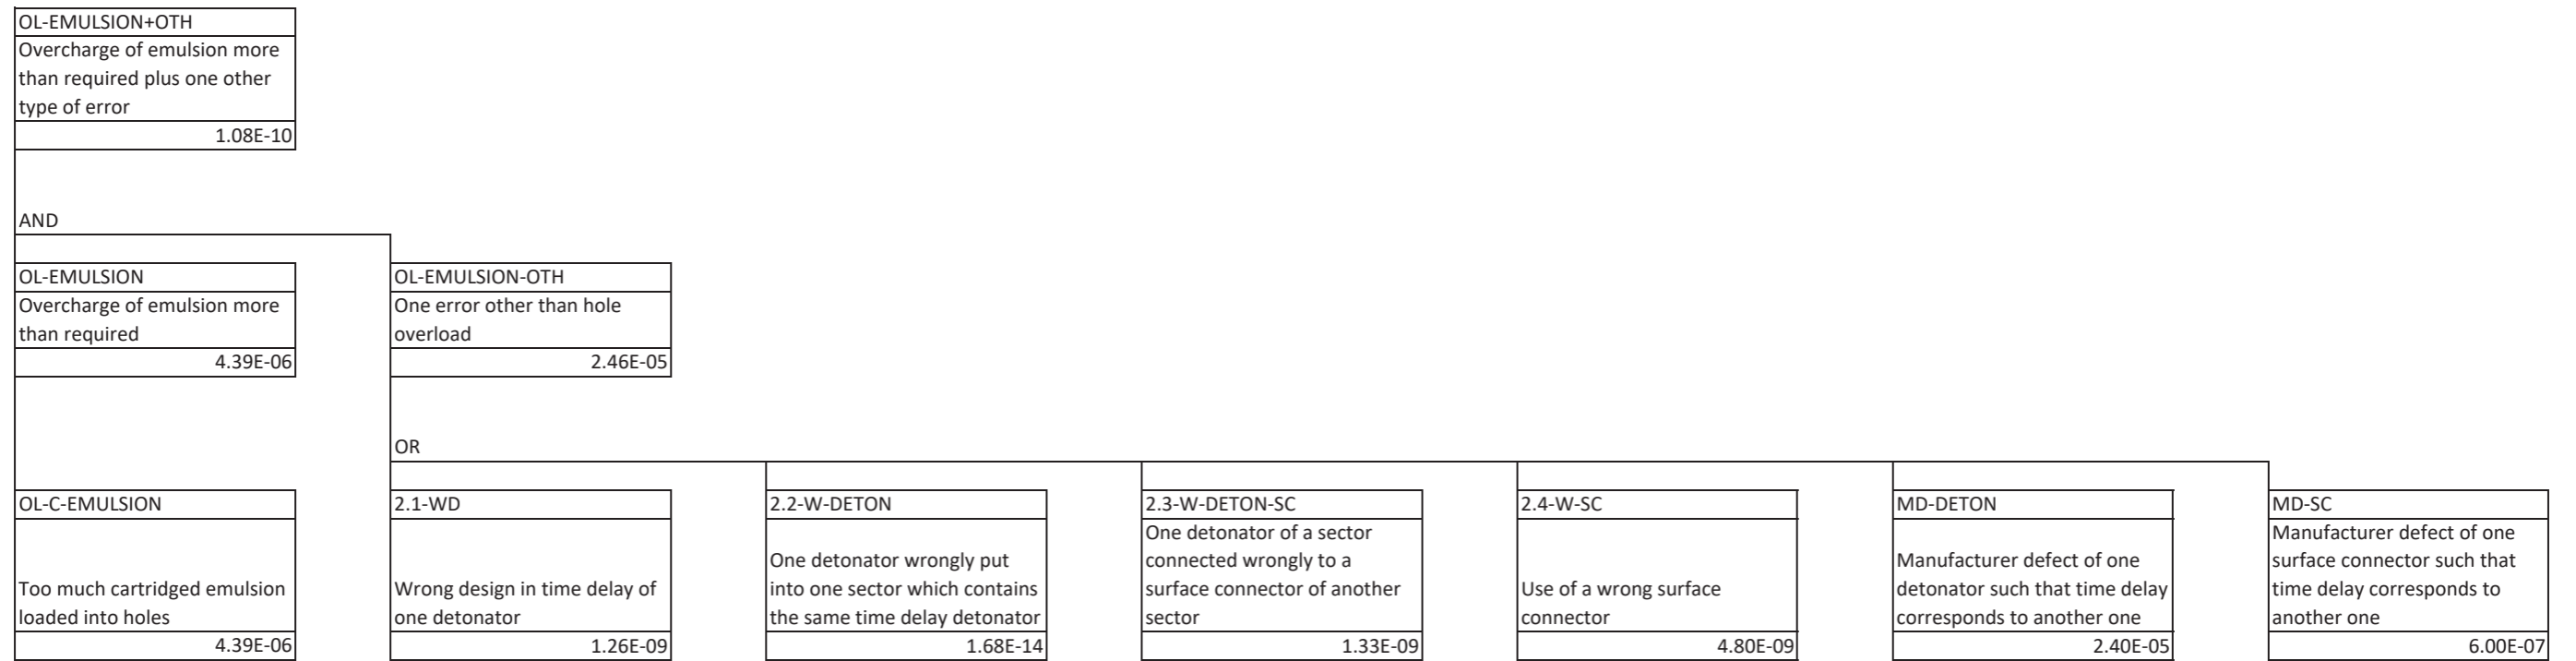 OL-EMULSION+OTH
Overcharge of emulsion more
than required plus one other
type of error
1.08E-10
AND
OL-EMULSION
Overcharge of emulsion more
than required
4.39E-06
OL-EMULSION-OTH
One error other than hole
overload
2.46E-05
OR
OL-C-EMULSION
Too much cartridged emulsion
loaded into holes
4.39E-06
2.1-WD
Wrong design in time delay of
one detonator
1.26E-09
2.2-W-DETON
One detonator wrongly put
into one sector which contains
the same time delay detonator
1.68E-14
2.3-W-DETON-SC
One detonator of a sector
connected wrongly to a
surface connector of another
sector
1.33E-09
2.4-W-SC
Use of a wrong surface
connector
4.80E-09
MD-DETON
Manufacturer defect of one
detonator such that time delay
corresponds to another one
2.40E-05
MD-SC
Manufacturer defect of one
surface connector such that
time delay corresponds to
another one
6.00E-07